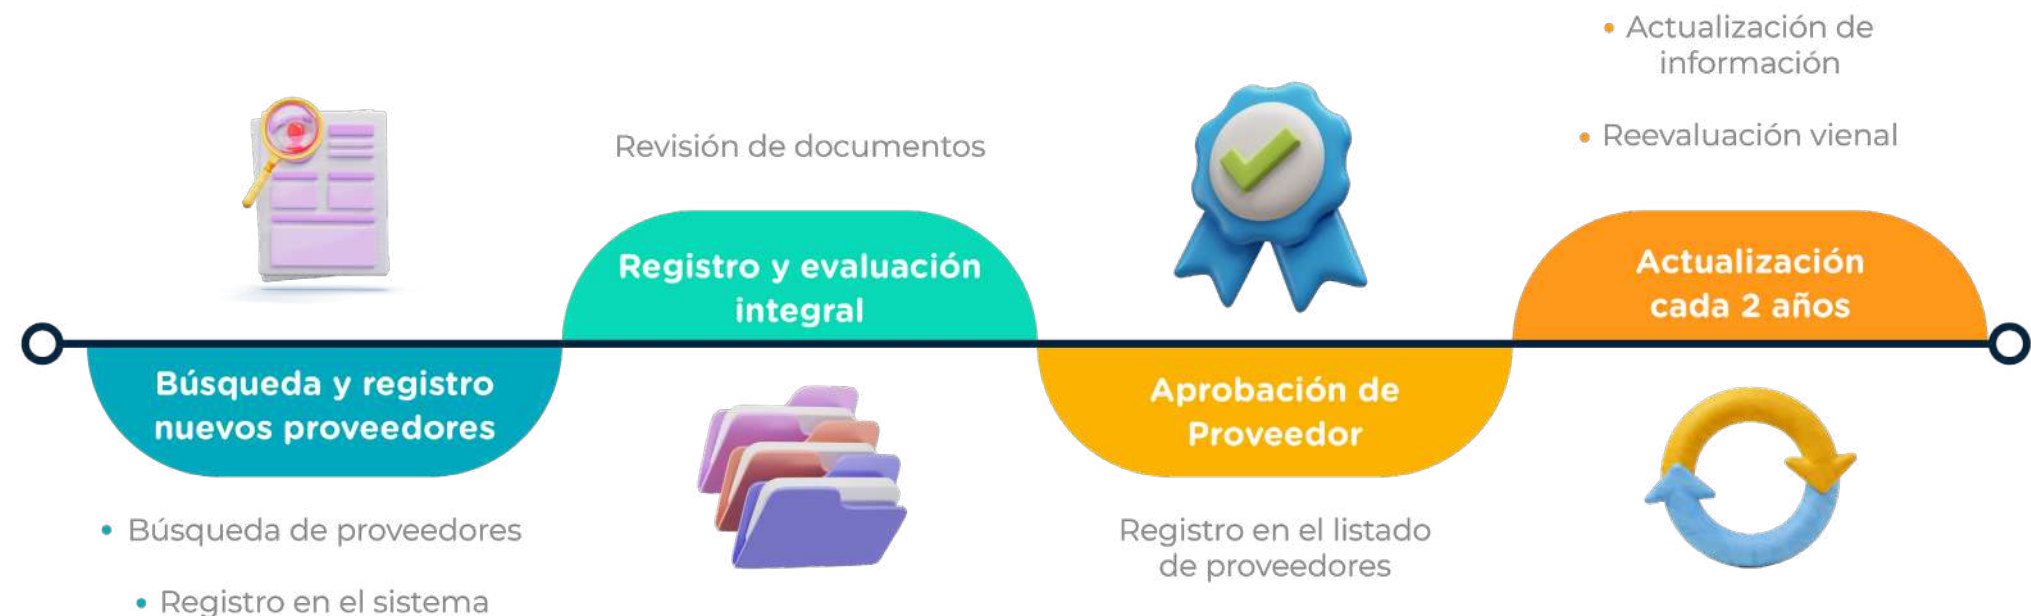 Búsqueda y registro
nuevos proveedores
• Búsqueda de proveedores
• Registro en el sistema
Revisión de documentos
Registro y evaluación
integral
Aprobación de
Proveedor
Registro en el listado
de proveedores
• Actualización de
información
• Reevaluación vienal
Actualización
cada 2 años